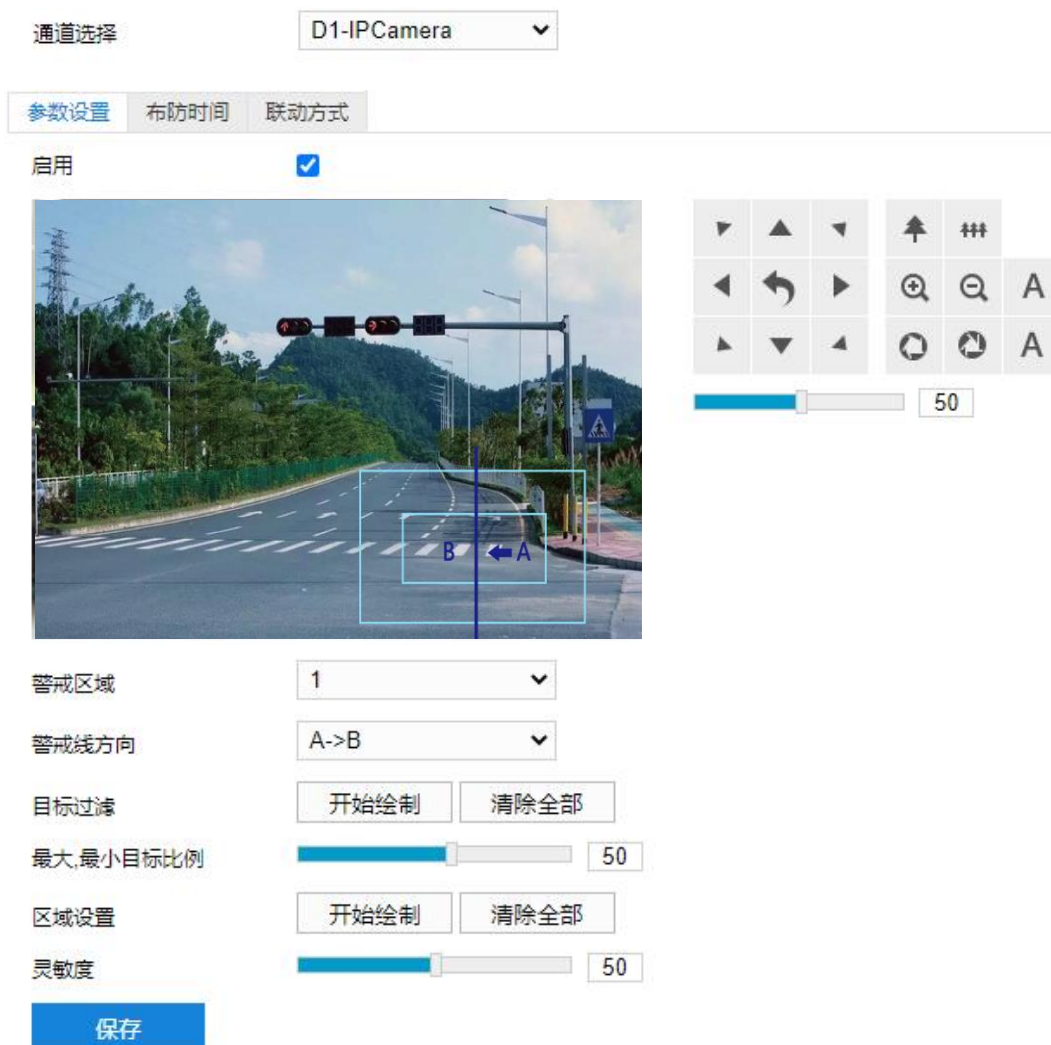 通道选择 D1-IPCamera
参数设置 布防时间 联动方式
启用
A
A
50
B A
警戒区域 1
警戒线方向 A->B
目标过滤 开始绘制 清除全部
最大,最小目标比例 50
区域设置 开始绘制 清除全部
灵敏度 50
保存